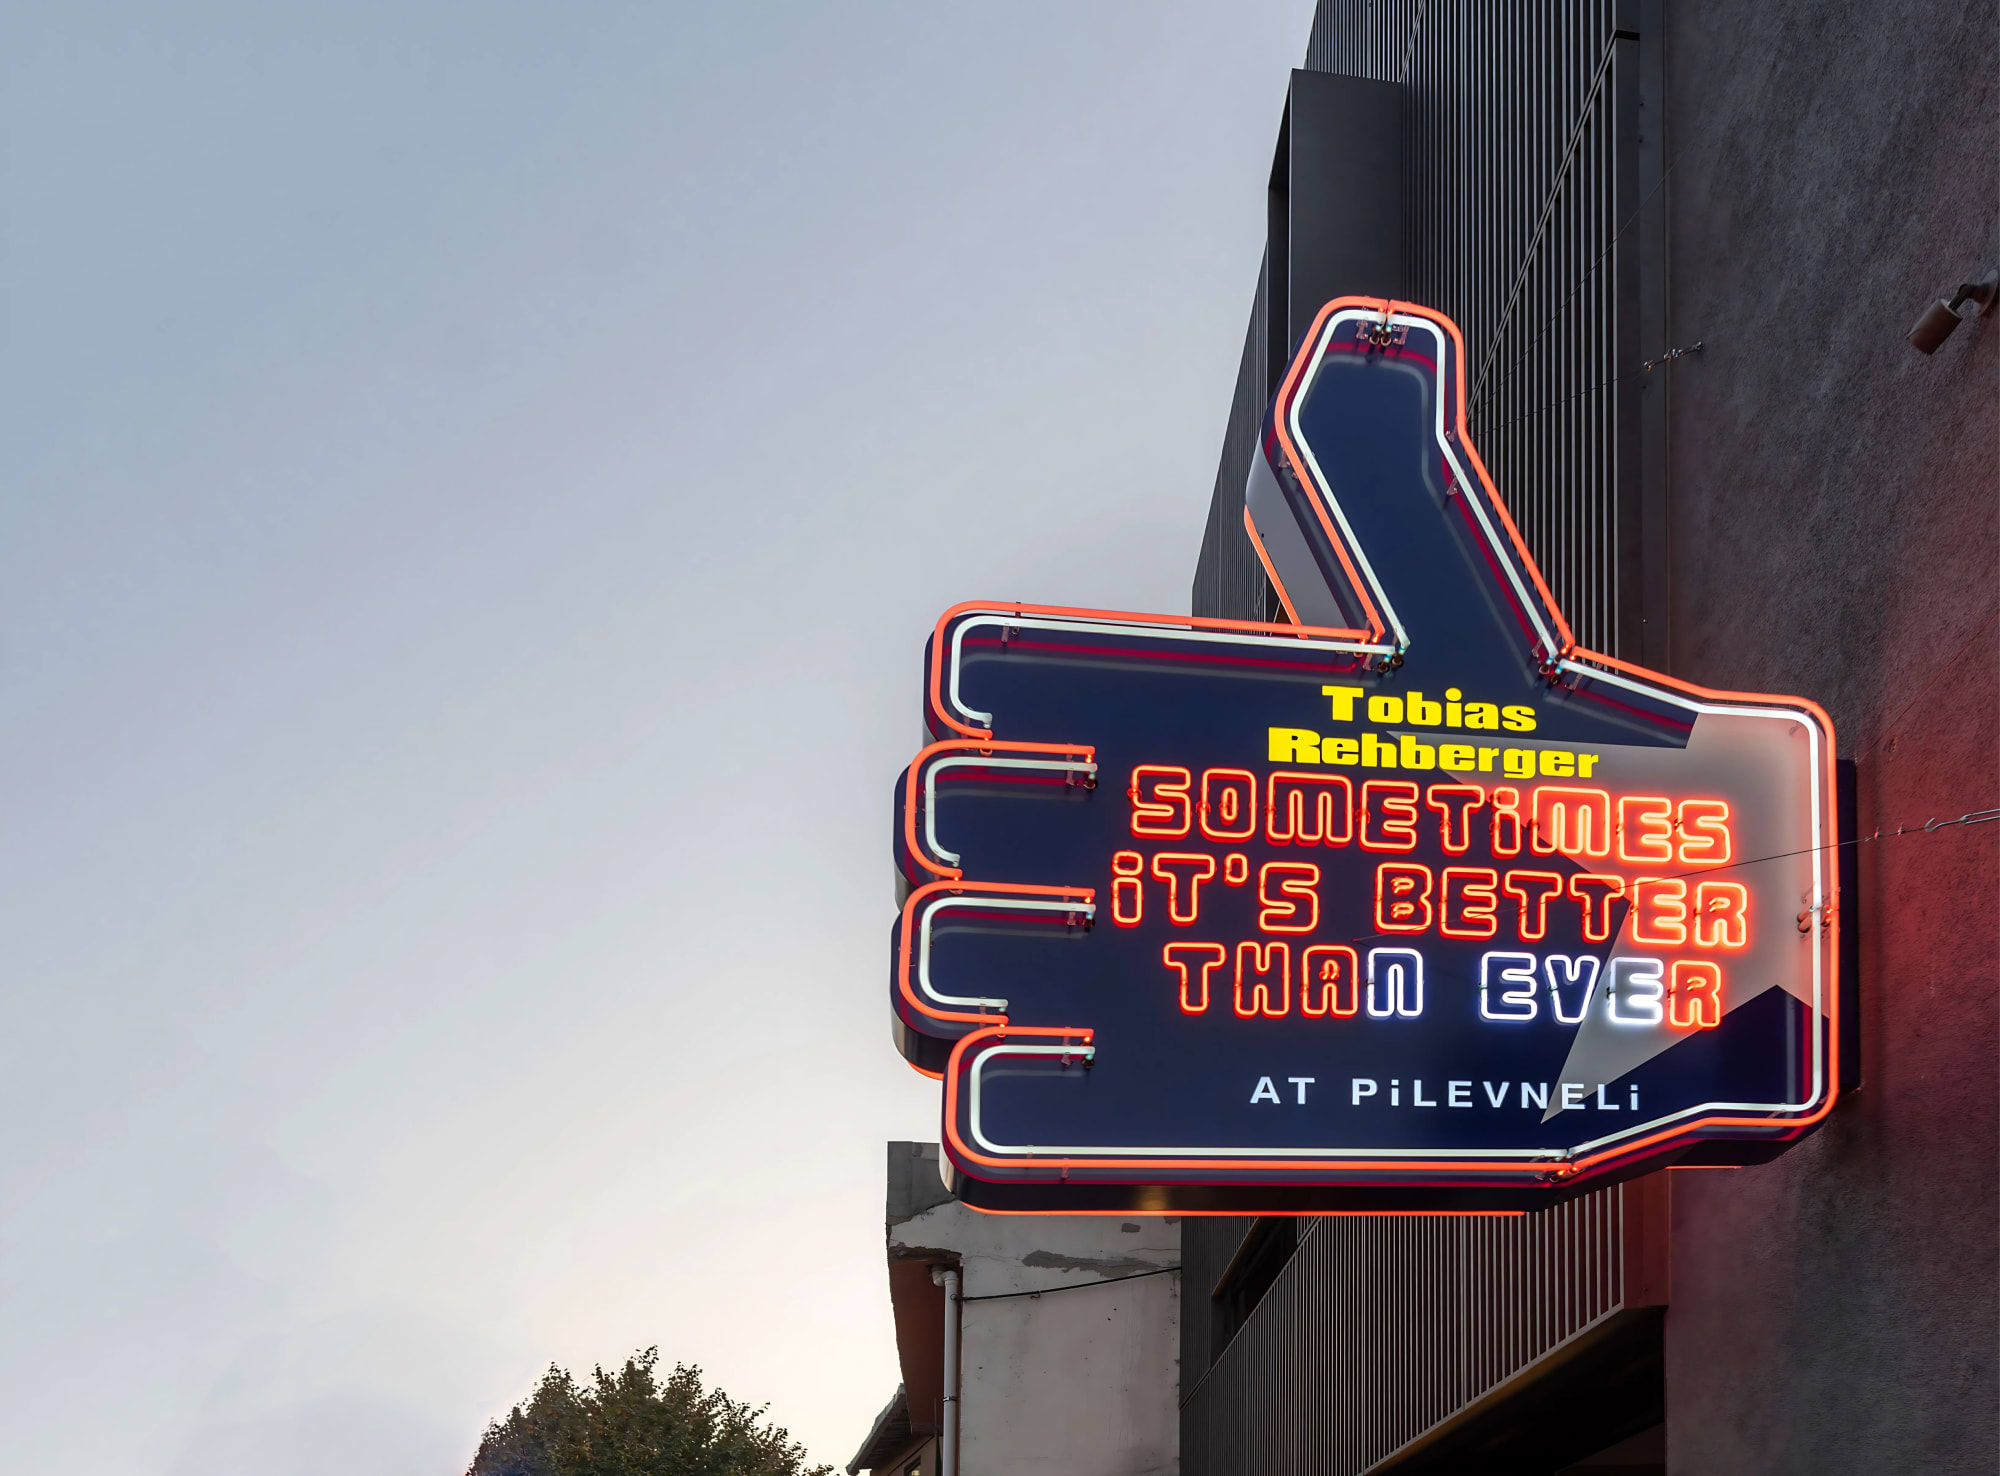 Tobias
Rehberger
SOMETiMES
iT'S BETTER
THAN EVER
AT PiLEVNELi